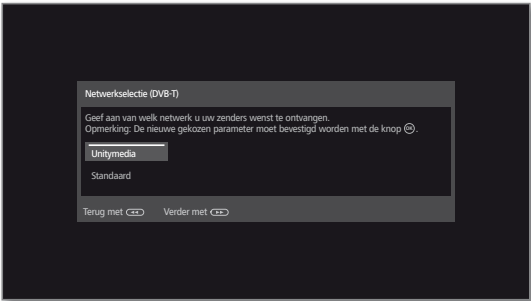 Netwerkselectie (DVB-T)
Geef aan van welk netwerk u uw zenders wenst te ontvangen.
Opmerking: De nieuwe gekozen parameter moet bevestigd worden met de knop OK.
Unitymedia
Standaard
Terug met ◀◀ Verder met ▶▶